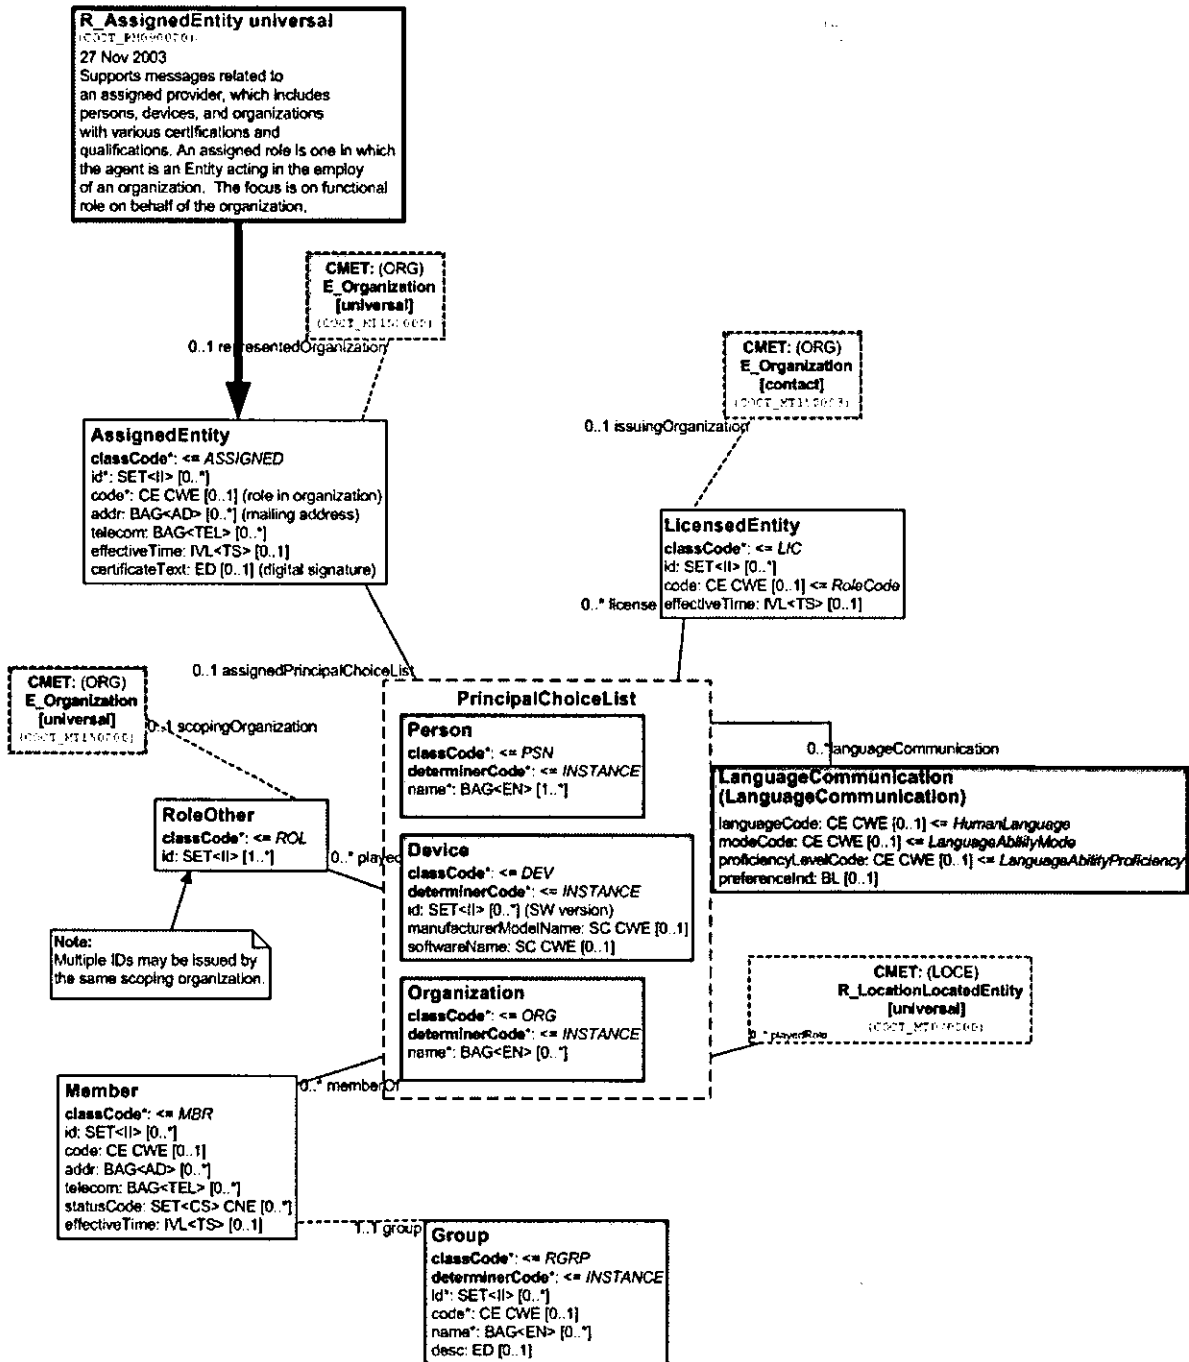 R_AssignedEntity universal
27 Nov 2003
Supports messages related to
an assigned provider, which includes
persons, devices, and organizations
with various certifications and
qualifications. An assigned role is one in which
the agent is an Entity acting in the employ
of an organization. The focus is on functional
role on behalf of the organization.
CMET: (ORG)
E_Organization
[universal]
0..1 representedOrganization
CMET: (ORG)
E_Organization
[contact]
0..1 issuingOrganization
AssignedEntity
classCode*: <= ASSIGNED
id*: SET<II> [0..*]
code*: CE CWE [0..1] (role in organization)
addr: BAG<AD> [0..*] (mailing address)
telecom: BAG<TEL> [0..*]
effectiveTime: IVL<TS> [0..1]
certificateText: ED [0..1] (digital signature)
LicensedEntity
classCode*: <= LIC
id: SET<II> [0..*]
code: CE CWE [0..1] <= RoleCode
effectiveTime: IVL<TS> [0..1]
0..* license
0..1 assignedPrincipalChoiceList
CMET: (ORG)
E_Organization
[universal]
0..1 scopingOrganization
PrincipalChoiceList
Person
classCode*: <= PSN
determinerCode*: <= INSTANCE
name*: BAG<EN> [1..*]
0..* languageCommunication
LanguageCommunication
(LanguageCommunication)
languageCode: CE CWE [0..1] <= HumanLanguage
modeCode: CE CWE [0..1] <= LanguageAbilityMode
proficiencyLevelCode: CE CWE [0..1] <= LanguageAbilityProficiency
preferenceInd: BL [0..1]
RoleOther
classCode*: <= ROL
id: SET<II> [1..*]
0..* played
Device
classCode*: <= DEV
determinerCode*: <= INSTANCE
id: SET<II> [0..*] (SW version)
manufacturerModelName: SC CWE [0..1]
softwareName: SC CWE [0..1]
Note:
Multiple IDs may be issued by
the same scoping organization.
CMET: (LOCE)
R_LocationLocatedEntity
[universal]
0..* playedRole
Organization
classCode*: <= ORG
determinerCode*: <= INSTANCE
name*: BAG<EN> [0..*]
0..* memberOf
Member
classCode*: <= MBR
id: SET<II> [0..*]
code: CE CWE [0..1]
addr: BAG<AD> [0..*]
telecom: BAG<TEL> [0..*]
statusCode: SET<CS> CNE [0..*]
effectiveTime: IVL<TS> [0..1]
1..1 group
Group
classCode*: <= RGRP
determinerCode*: <= INSTANCE
id*: SET<II> [0..*]
code*: CE CWE [0..1]
name*: BAG<EN> [0..*]
desc: ED [0..1]